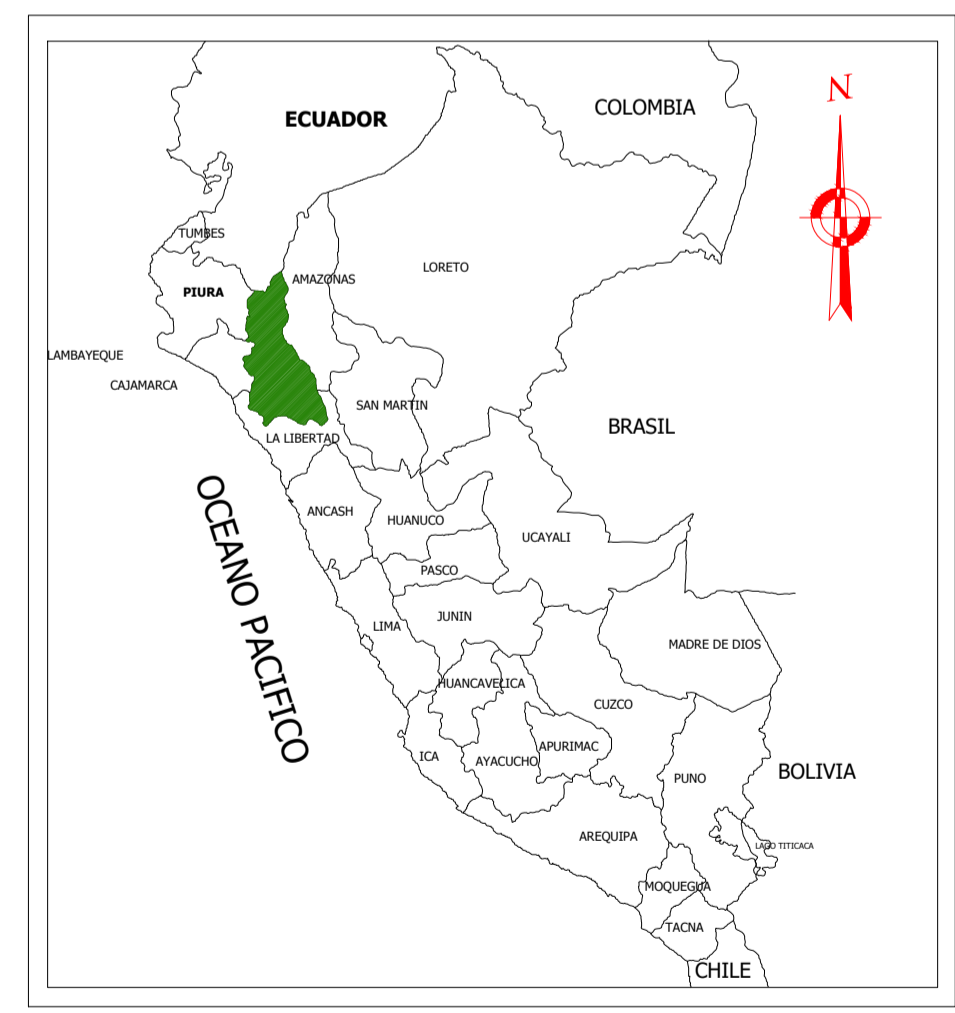 N
COLOMBIA
ECUADOR
TUMBES
LORETO
AMAZONAS
PIURA
LAMBAYEQUE
CAJAMARCA
SAN MARTIN
BRASIL
LA LIBERTAD
ANCASH
HUANUCO
UCAYALI
PASCO
OCEANO PACIFICO
JUNIN
LIMA
MADRE DE DIOS
HUANCAVELICA
CUZCO
APURIMAC
ICA
AYACUCHO
PUNO
BOLIVIA
AREQUIPA
LAGO TITICACA
MOQUEGUA
TACNA
CHILE